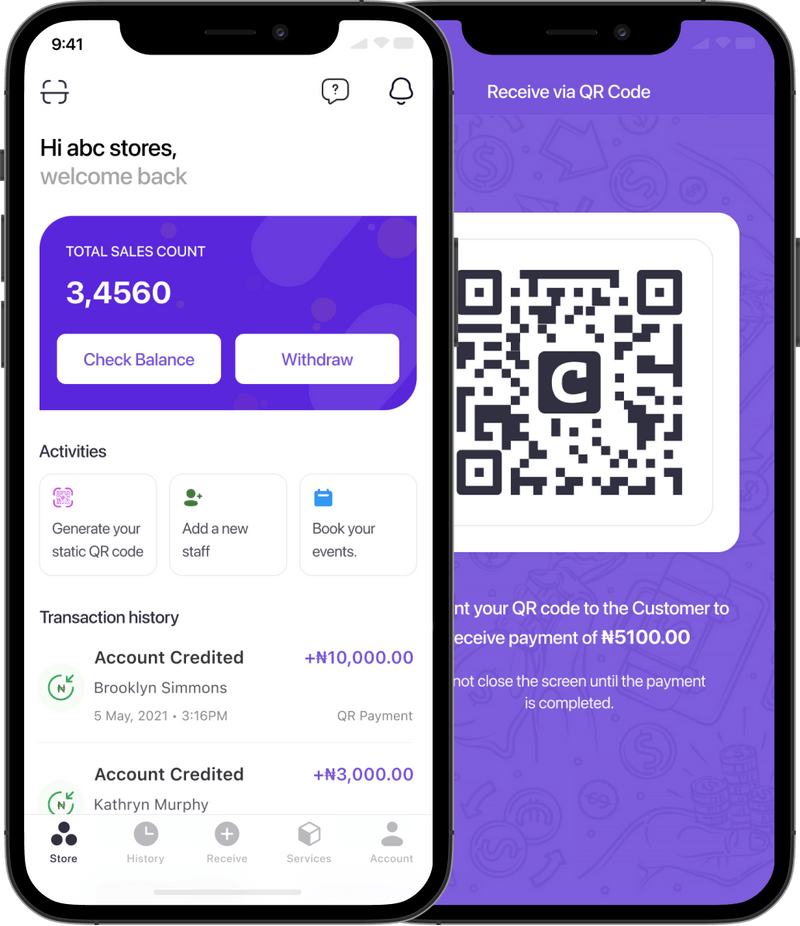 9:41
Hi abc stores,
welcome back
TOTAL SALES COUNT
3,4560
Check Balance
Withdraw
Activities
Generate your
static QR code
Add a new
staff
Book your
events.
Transaction history
Account Credited
+₦10,000.00
Brooklyn Simmons
5 May, 2021 • 3:16PM
QR Payment
Account Credited
+₦3,000.00
Kathryn Murphy
Store
History
Receive
Services
Account
Receive via QR Code
C
nt your QR code to the Customer to
eceive payment of ₦5100.00
not close the screen until the payment
is completed.